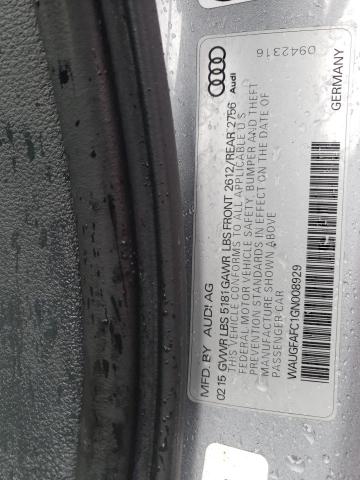 0942316
Audi
GERMANY
MFD. BY AUDI AG
02 15 GVWR LBS 5181 GAWR LBS FRONT 2612/REAR 2756
THIS VEHICLE CONFORMS TO ALL APPLICABLE U S
FEDERAL MOTOR VEHICLE SAFETY, BUMPER AND THEFT
PREVENTION STANDARDS IN EFFECT ON THE DATE OF
MANUFACTURE SHOWN ABOVE
PASSENGER CAR
WAUGFAFC1GN008929